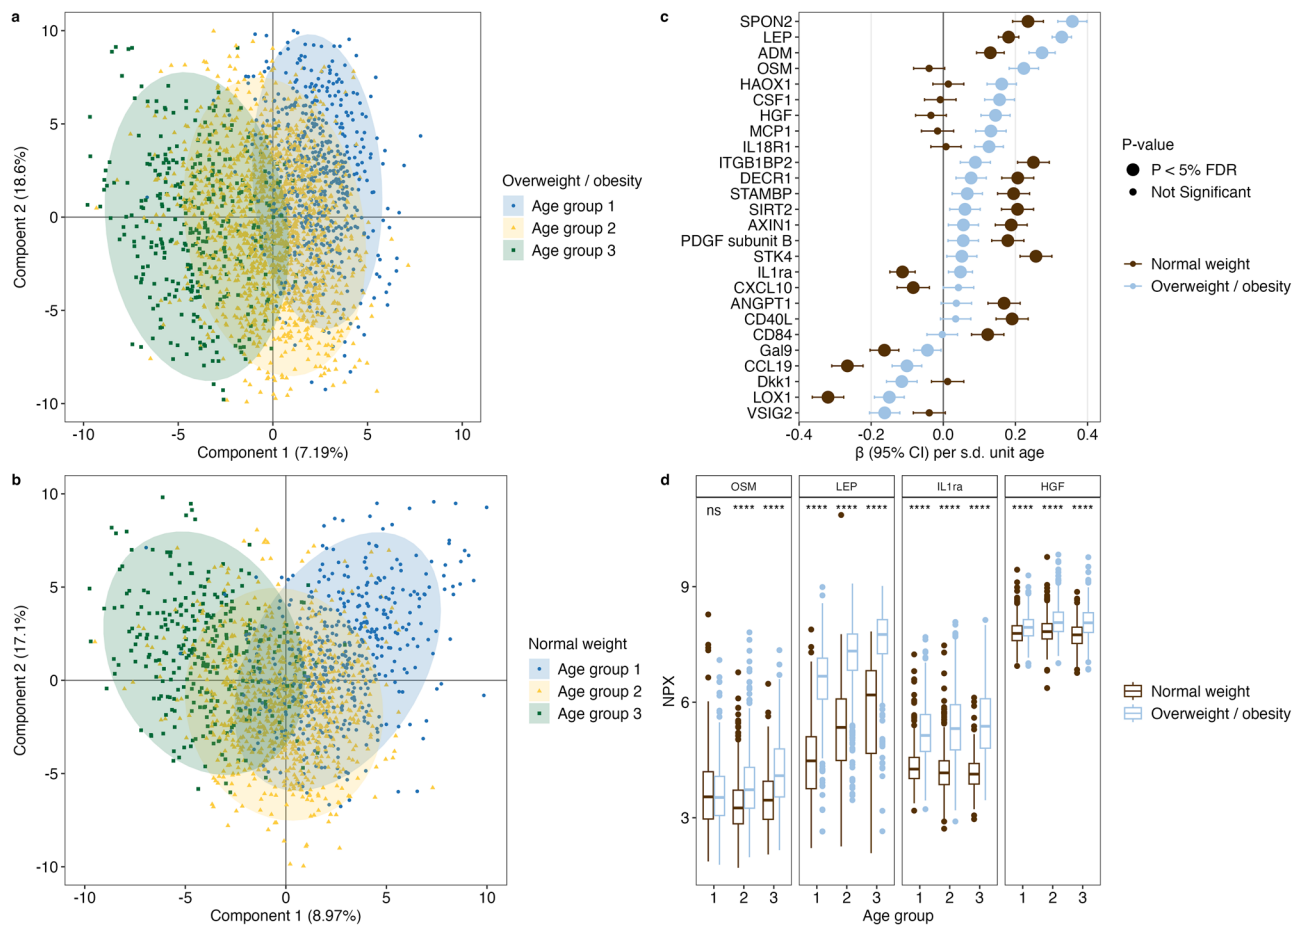 a
10
5
0
-5
-10
-10
-5
0
5
10
Component 2 (18.6%)
Component 1 (7.19%)
Overweight / obesity
Age group 1
Age group 2
Age group 3
b
10
5
0
-5
-10
-10
-5
0
5
10
Component 2 (17.1%)
Component 1 (8.97%)
Normal weight
Age group 1
Age group 2
Age group 3
c
SPON2
LEP
ADM
OSM
HAOX1
CSF1
HGF
MCP1
IL18R1
ITGB1BP2
DECR1
STAMBP
SIRT2
AXIN1
PDGF subunit B
STK4
IL1ra
CXCL10
ANGPT1
CD40L
CD84
Gal9
CCL19
Dkk1
LOX1
VSIG2
-0.4
-0.2
0.0
0.2
0.4
β (95% CI) per s.d. unit age
P-value
P < 5% FDR
Not Significant
Normal weight
Overweight / obesity
d
OSM
LEP
IL1ra
HGF
ns **** ****
**** **** ****
**** **** ****
**** **** ****
9
6
3
NPX
1 2 3
1 2 3
1 2 3
1 2 3
Age group
Normal weight
Overweight / obesity